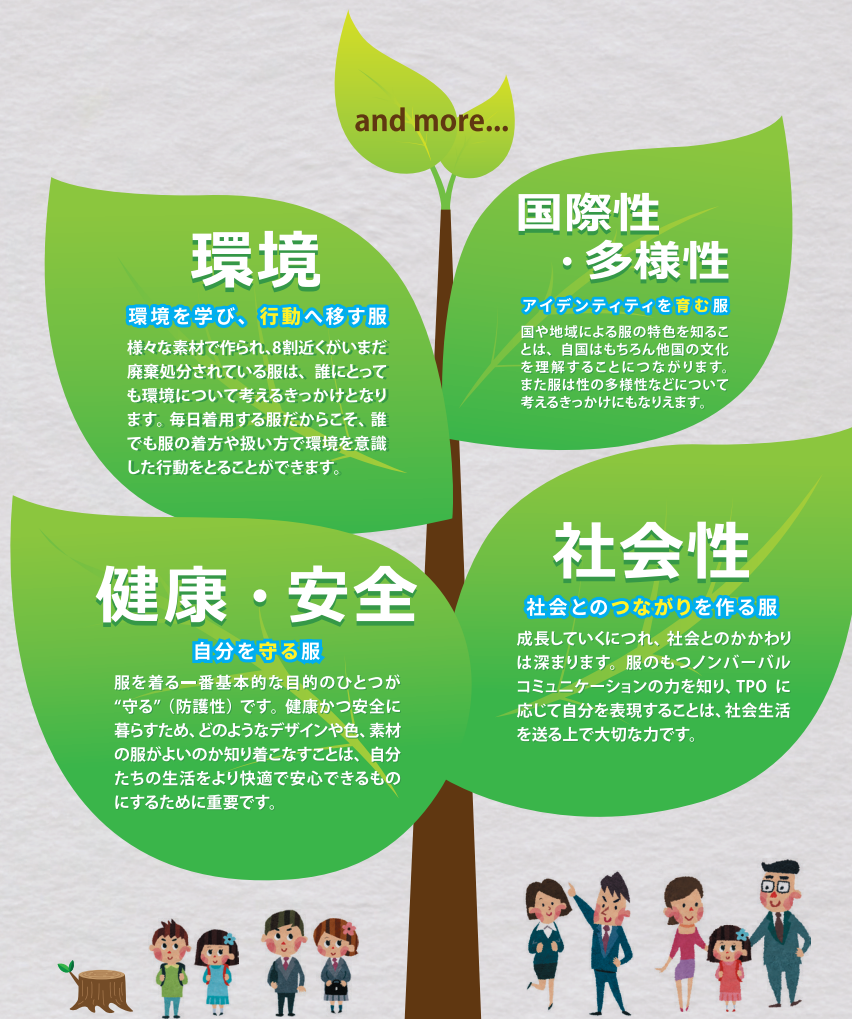 and more...
環境
環境を学び、行動へ移す服
様々な素材で作られ、8割近くがいまだ
廃棄処分されている服は、誰にとって
も環境について考えるきっかけとなり
ます。毎日着用する服だからこそ、誰
でも服の着方や扱い方で環境を意識
した行動をとることができます。
国際性
・多様性
アイデンティティを育む服
国や地域による服の特色を知るこ
とは、自国はもちろん他国の文化
を理解することにつながります。
また服は性の多様性などについて
考えるきっかけにもなりえます。
健康・安全
自分を守る服
服を着る一番基本的な目的のひとつが
“守る”（防護性）です。健康かつ安全に
暮らすため、どのようなデザインや色、素材
の服がよいのか知り着こなすことは、自分
たちの生活をより快適で安心できるもの
にするために重要です。
社会性
社会とのつながりを作る服
成長していくにつれ、社会とのかかわり
は深まります。服のもつノンバーバル
コミュニケーションの力を知り、TPO に
応じて自分を表現することは、社会生活
を送る上で大切な力です。